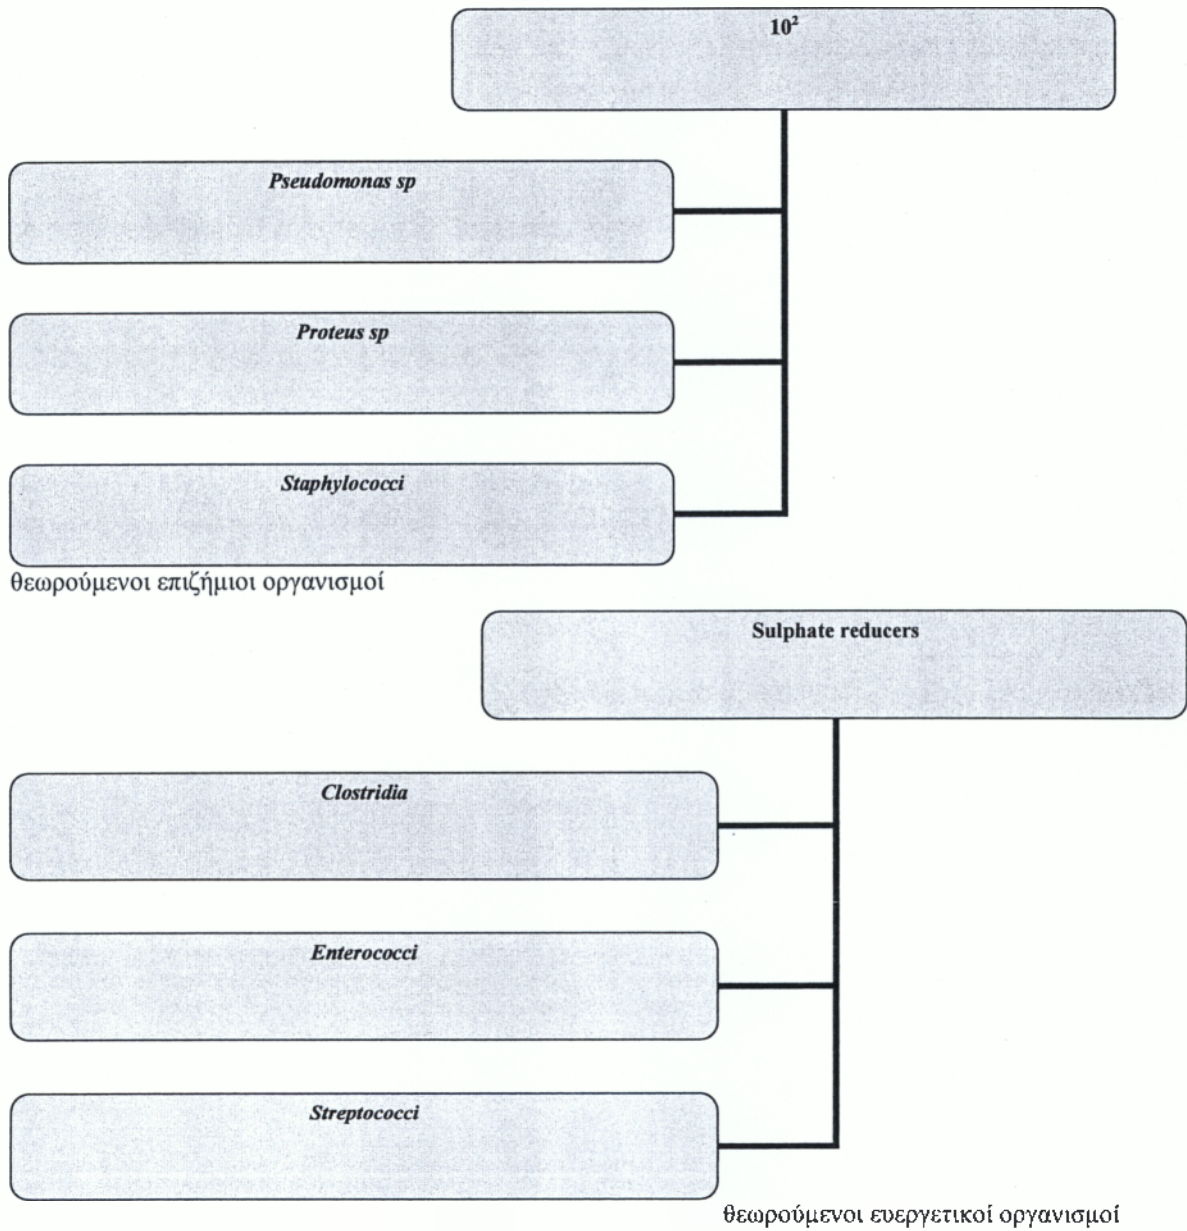 10²
Pseudomonas sp
Proteus sp
Staphylococci
θεωρούμενοι επιζήμιοι οργανισμοί
Sulphate reducers
Clostridia
Enterococci
Streptococci
θεωρούμενοι ευεργετικοί οργανισμοί